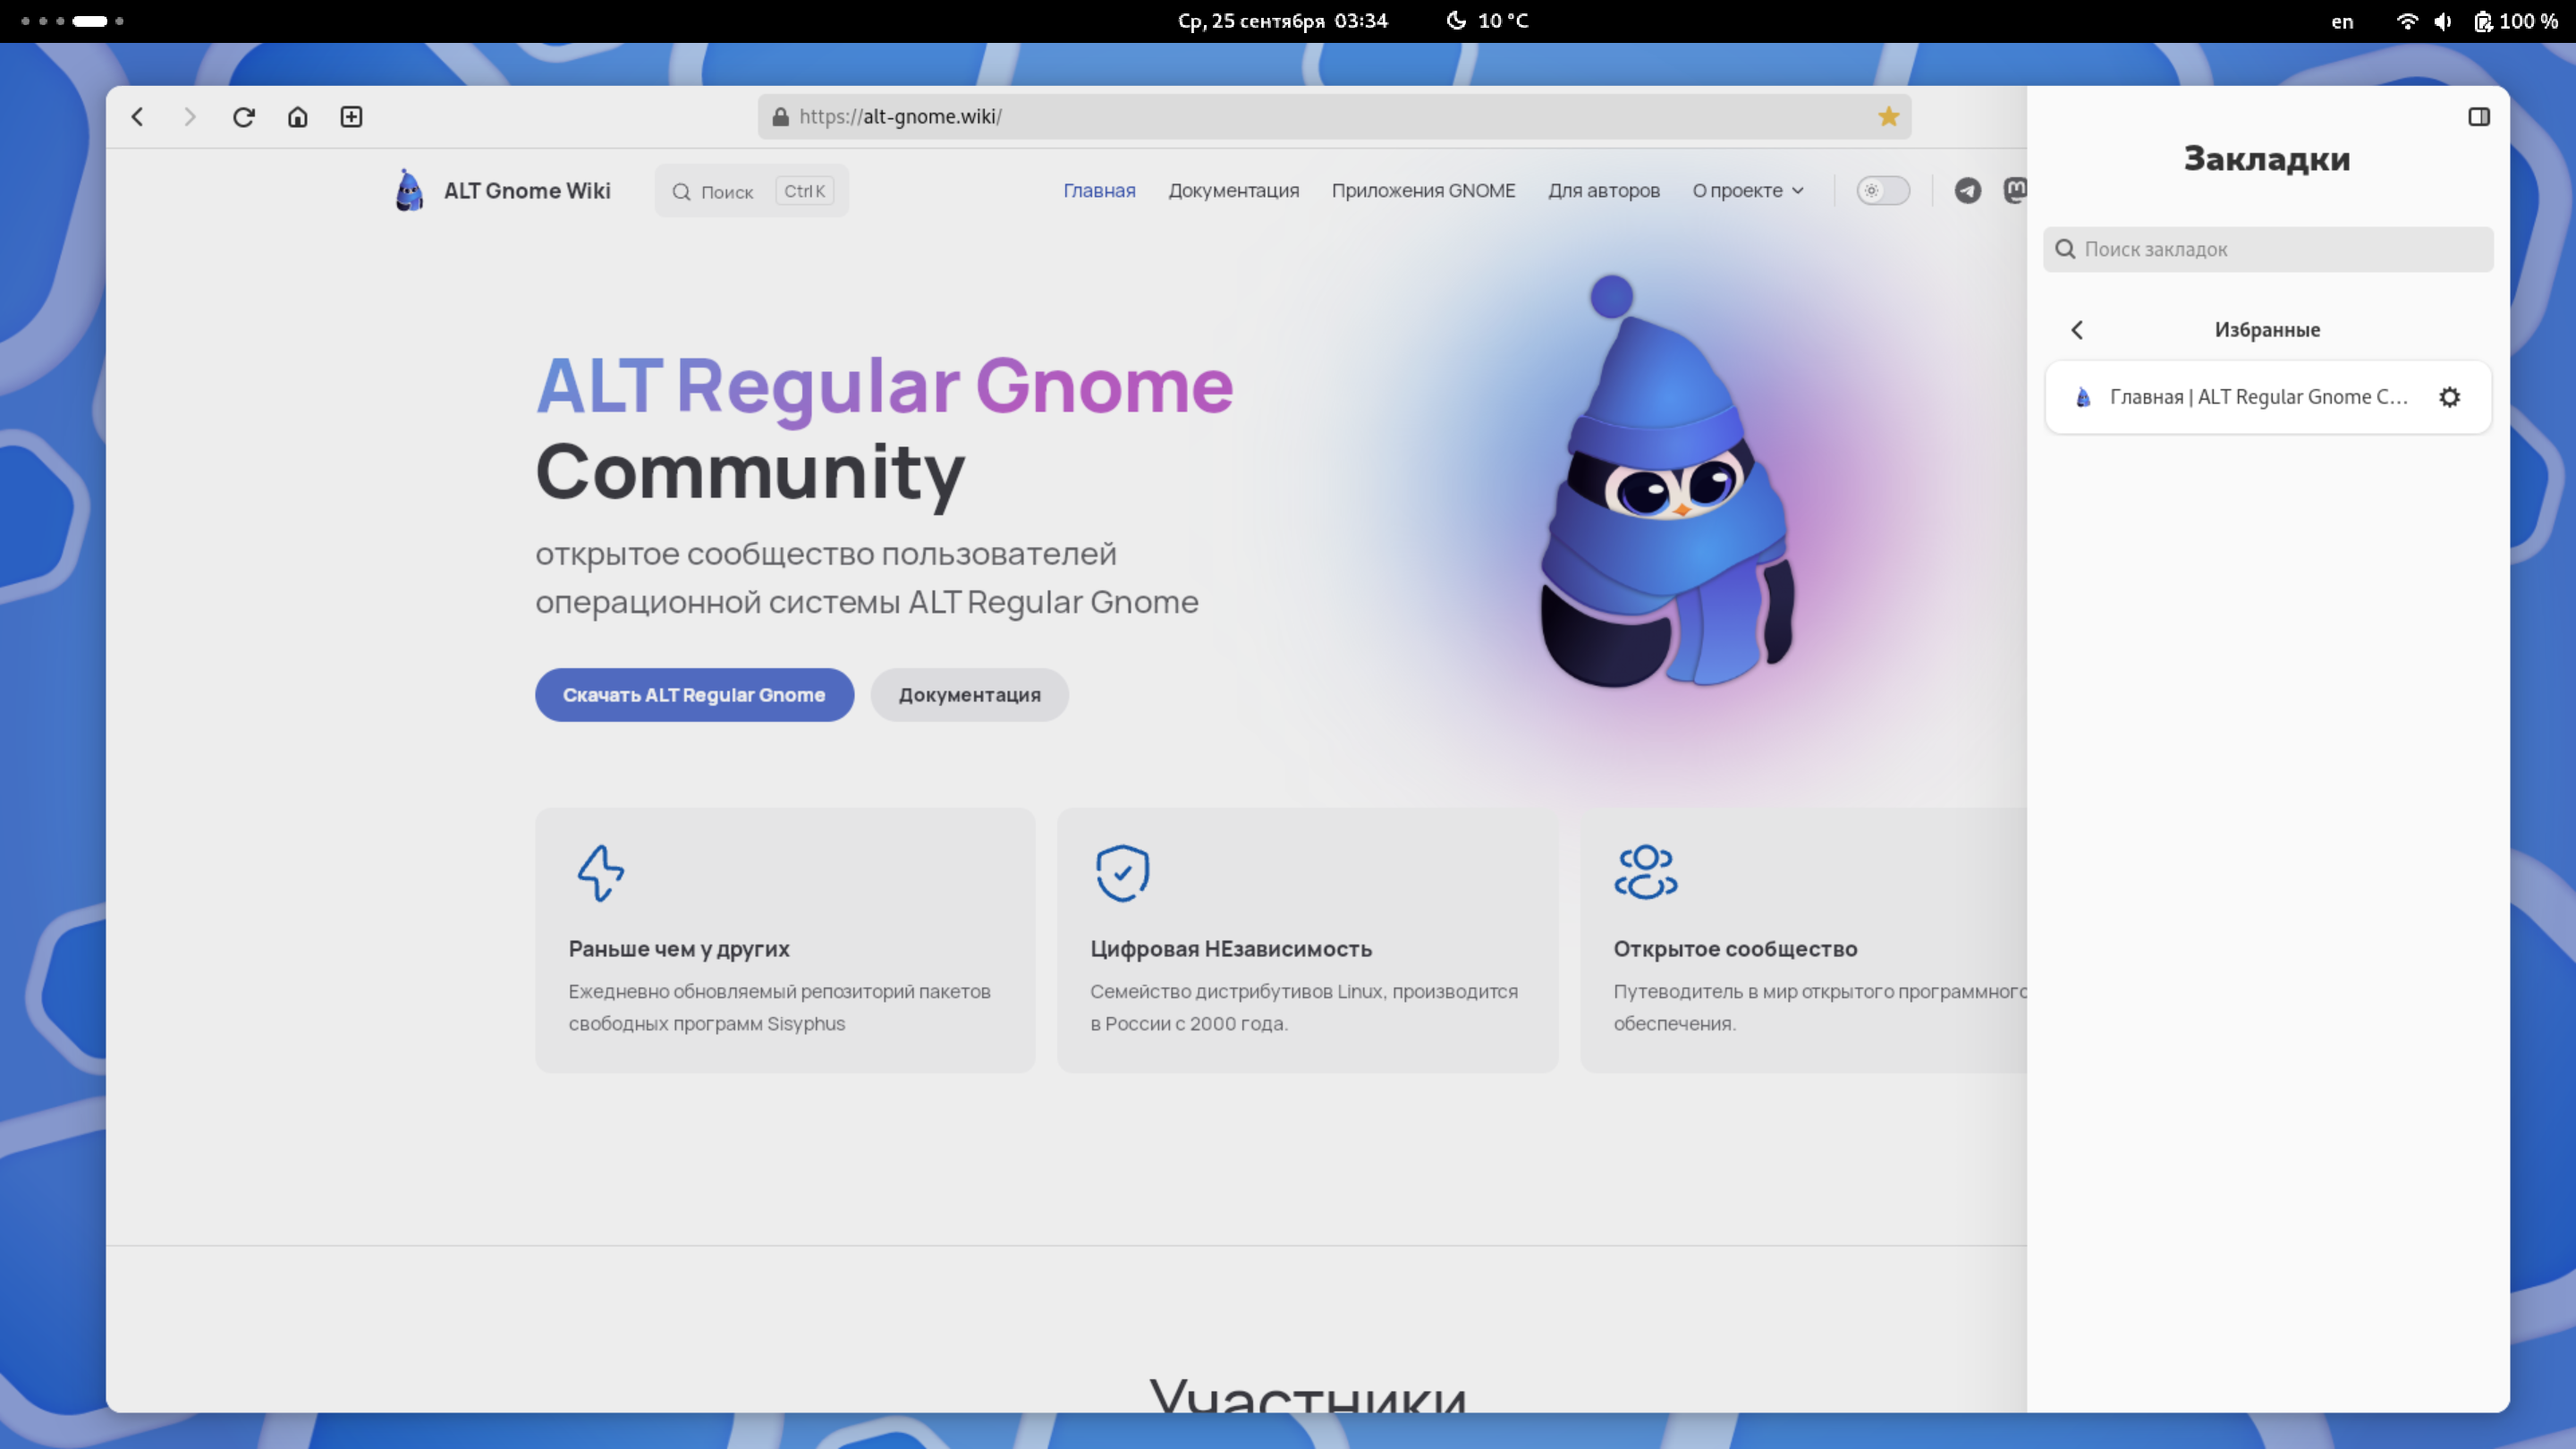 Ср, 25 сентября 03:34 10 °C
en 100 %
https://alt-gnome.wiki/
ALT Gnome Wiki
Поиск Ctrl K
Главная Документация Приложения GNOME Для авторов О проекте
ALT Regular Gnome
Community
открытое сообщество пользователей
операционной системы ALT Regular Gnome
Скачать ALT Regular Gnome
Документация
Раньше чем у других
Ежедневно обновляемый репозиторий пакетов
свободных программ Sisyphus
Цифровая НЕзависимость
Семейство дистрибутивов Linux, производится
в России с 2000 года.
Открытое сообщество
Путеводитель в мир открытого программного
обеспечения.
Участники
Закладки
Поиск закладок
Избранные
Главная | ALT Regular Gnome C...